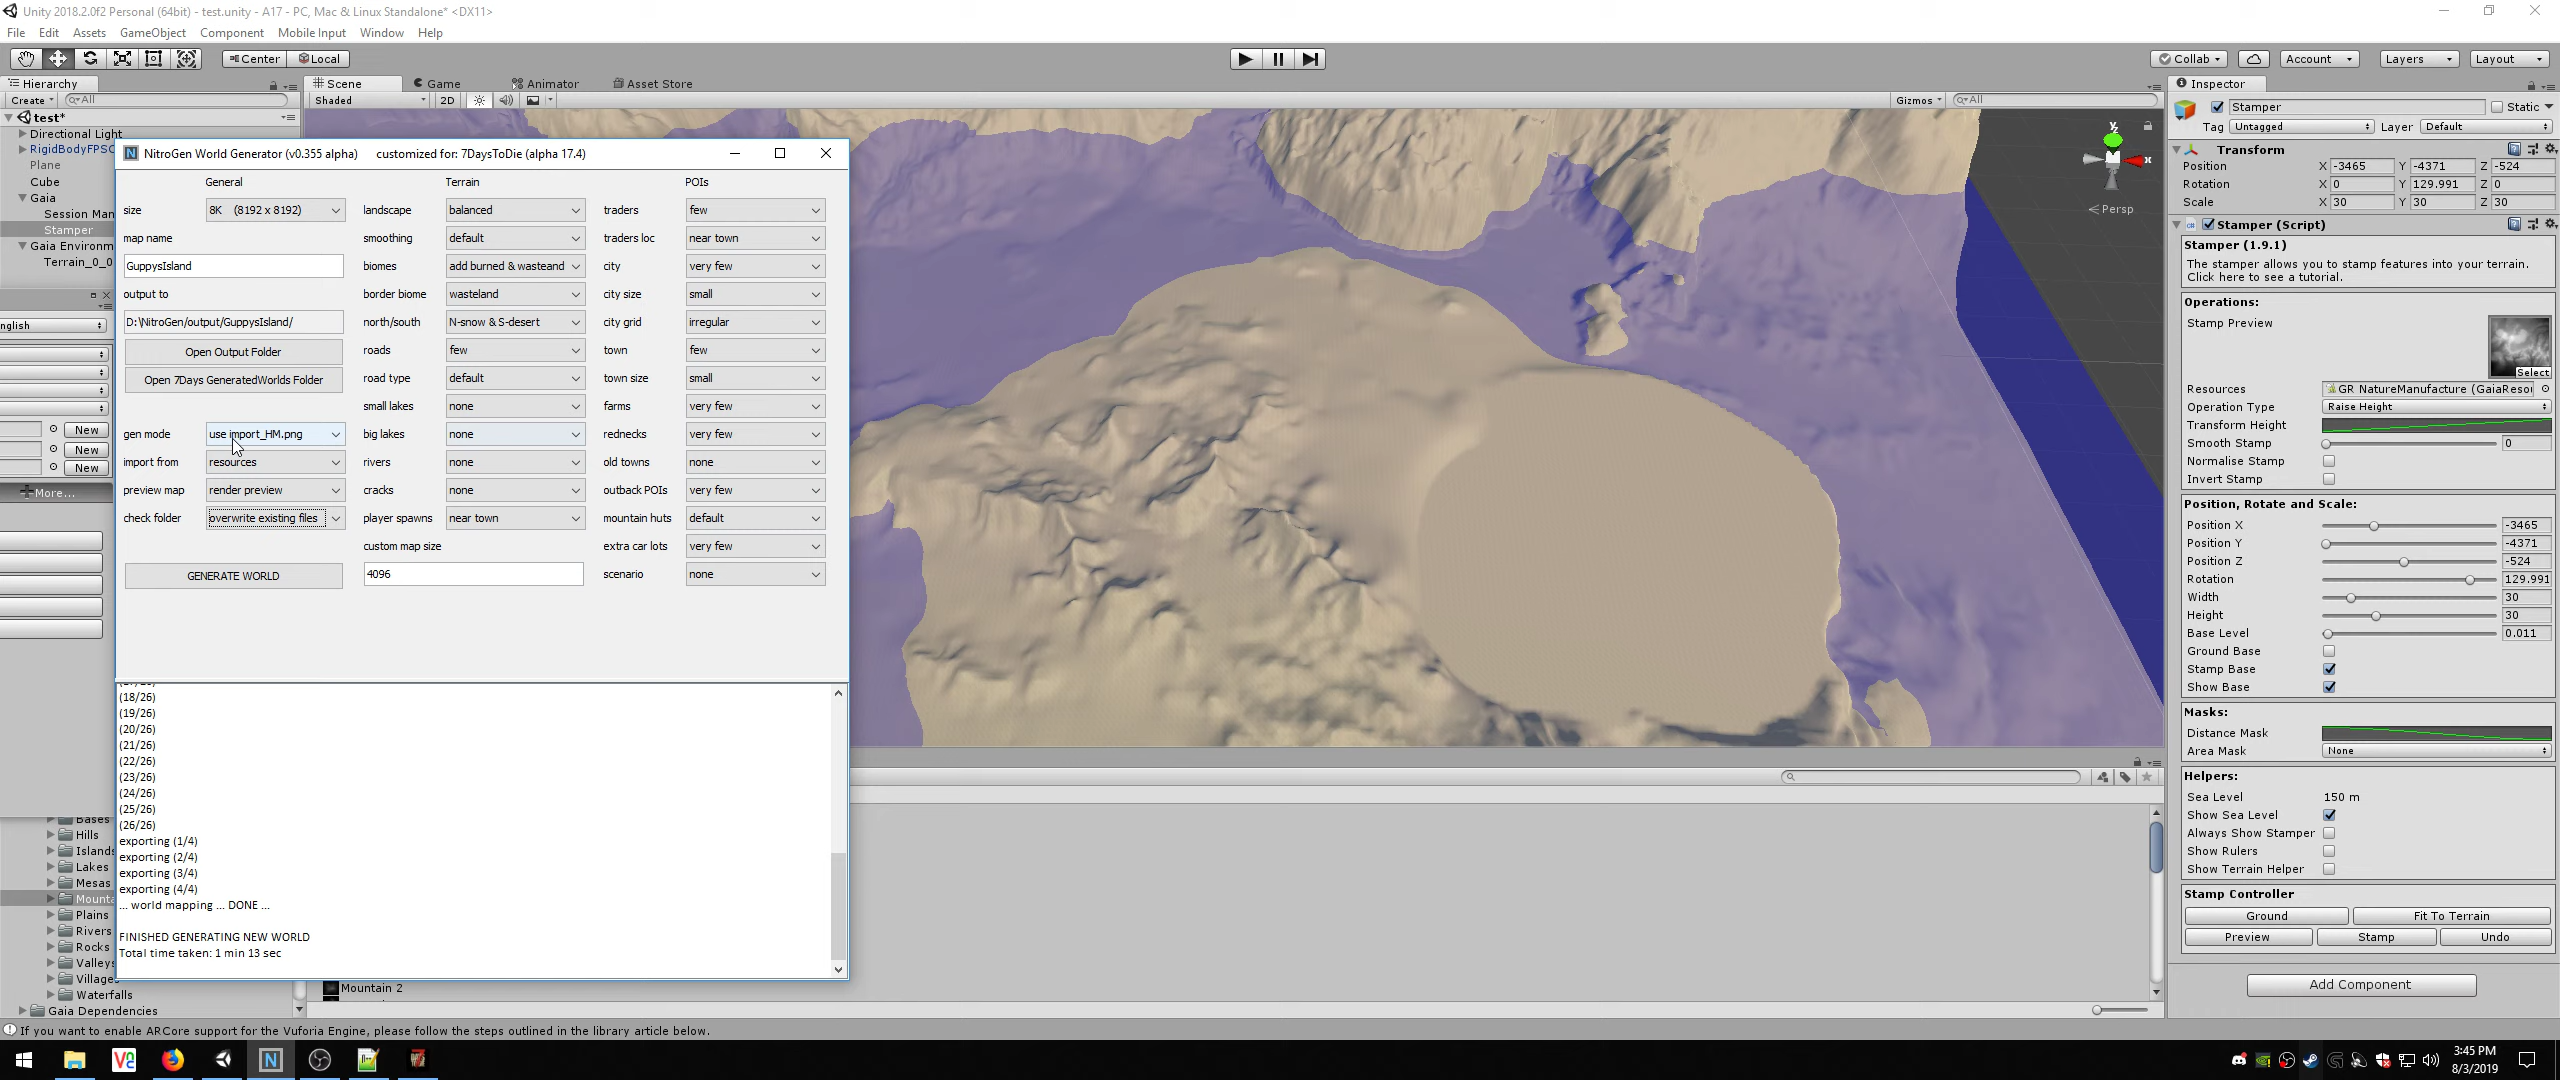 Unity 2018.2.0f2 Personal (64bit) - test.unity - A17 - PC, Mac & Linux Standalone* <DX11>
File Edit Assets GameObject Component Mobile Input Window Help
Center Local
Collab Account Layers Layout
Hierarchy
Create All
test*
Directional Light
RigidBodyFPSC
Plane
Cube
Gaia
Session Man
Stamper
Gaia Environm
Terrain_0_0
nglish
New
New
New
More...
Bases
Hills
Islands
Lakes
Mesas
Mounta
Plains
Rivers
Rocks
Valleys
Village
Waterfalls
Gaia Dependencies
Scene Game Animator Asset Store
Shaded 2D Gizmos All
y
x
Persp
NitroGen World Generator (v0.355 alpha) customized for: 7DaysToDie (alpha 17.4)
General Terrain POIs
size 8K (8192 x 8192) landscape balanced traders few
map name smoothing default traders loc near town
GuppysIsland biomes add burned & wasteand city very few
output to border biome wasteland city size small
D:\NitroGen/output/GuppysIsland/ north/south N-snow & S-desert city grid irregular
Open Output Folder roads few town few
Open 7Days GeneratedWorlds Folder road type default town size small
small lakes none farms very few
gen mode use import_HM.png big lakes none rednecks very few
import from resources rivers none old towns none
preview map render preview cracks none outback POIs very few
check folder overwrite existing files player spawns near town mountain huts default
custom map size extra car lots very few
GENERATE WORLD 4096 scenario none
(18/26)
(19/26)
(20/26)
(21/26)
(22/26)
(23/26)
(24/26)
(25/26)
(26/26)
exporting (1/4)
exporting (2/4)
exporting (3/4)
exporting (4/4)
... world mapping ... DONE ...
FINISHED GENERATING NEW WORLD
Total time taken: 1 min 13 sec
Mountain 2
Inspector
Stamper Static
Tag Untagged Layer Default
Transform
Position X -3465 Y -4371 Z -524
Rotation X 0 Y 129.991 Z 0
Scale X 30 Y 30 Z 30
Stamper (Script)
Stamper (1.9.1)
The stamper allows you to stamp features into your terrain.
Click here to see a tutorial.
Operations:
Stamp Preview
Select
Resources GR NatureManufacture (GaiaResor
Operation Type Raise Height
Transform Height
Smooth Stamp 0
Normalise Stamp
Invert Stamp
Position, Rotate and Scale:
Position X -3465
Position Y -4371
Position Z -524
Rotation 129.991
Width 30
Height 30
Base Level 0.011
Ground Base
Stamp Base
Show Base
Masks:
Distance Mask
Area Mask None
Helpers:
Sea Level 150 m
Show Sea Level
Always Show Stamper
Show Rulers
Show Terrain Helper
Stamp Controller
Ground Fit To Terrain
Preview Stamp Undo
Add Component
If you want to enable ARCore support for the Vuforia Engine, please follow the steps outlined in the library article below.
3:45 PM
8/3/2019